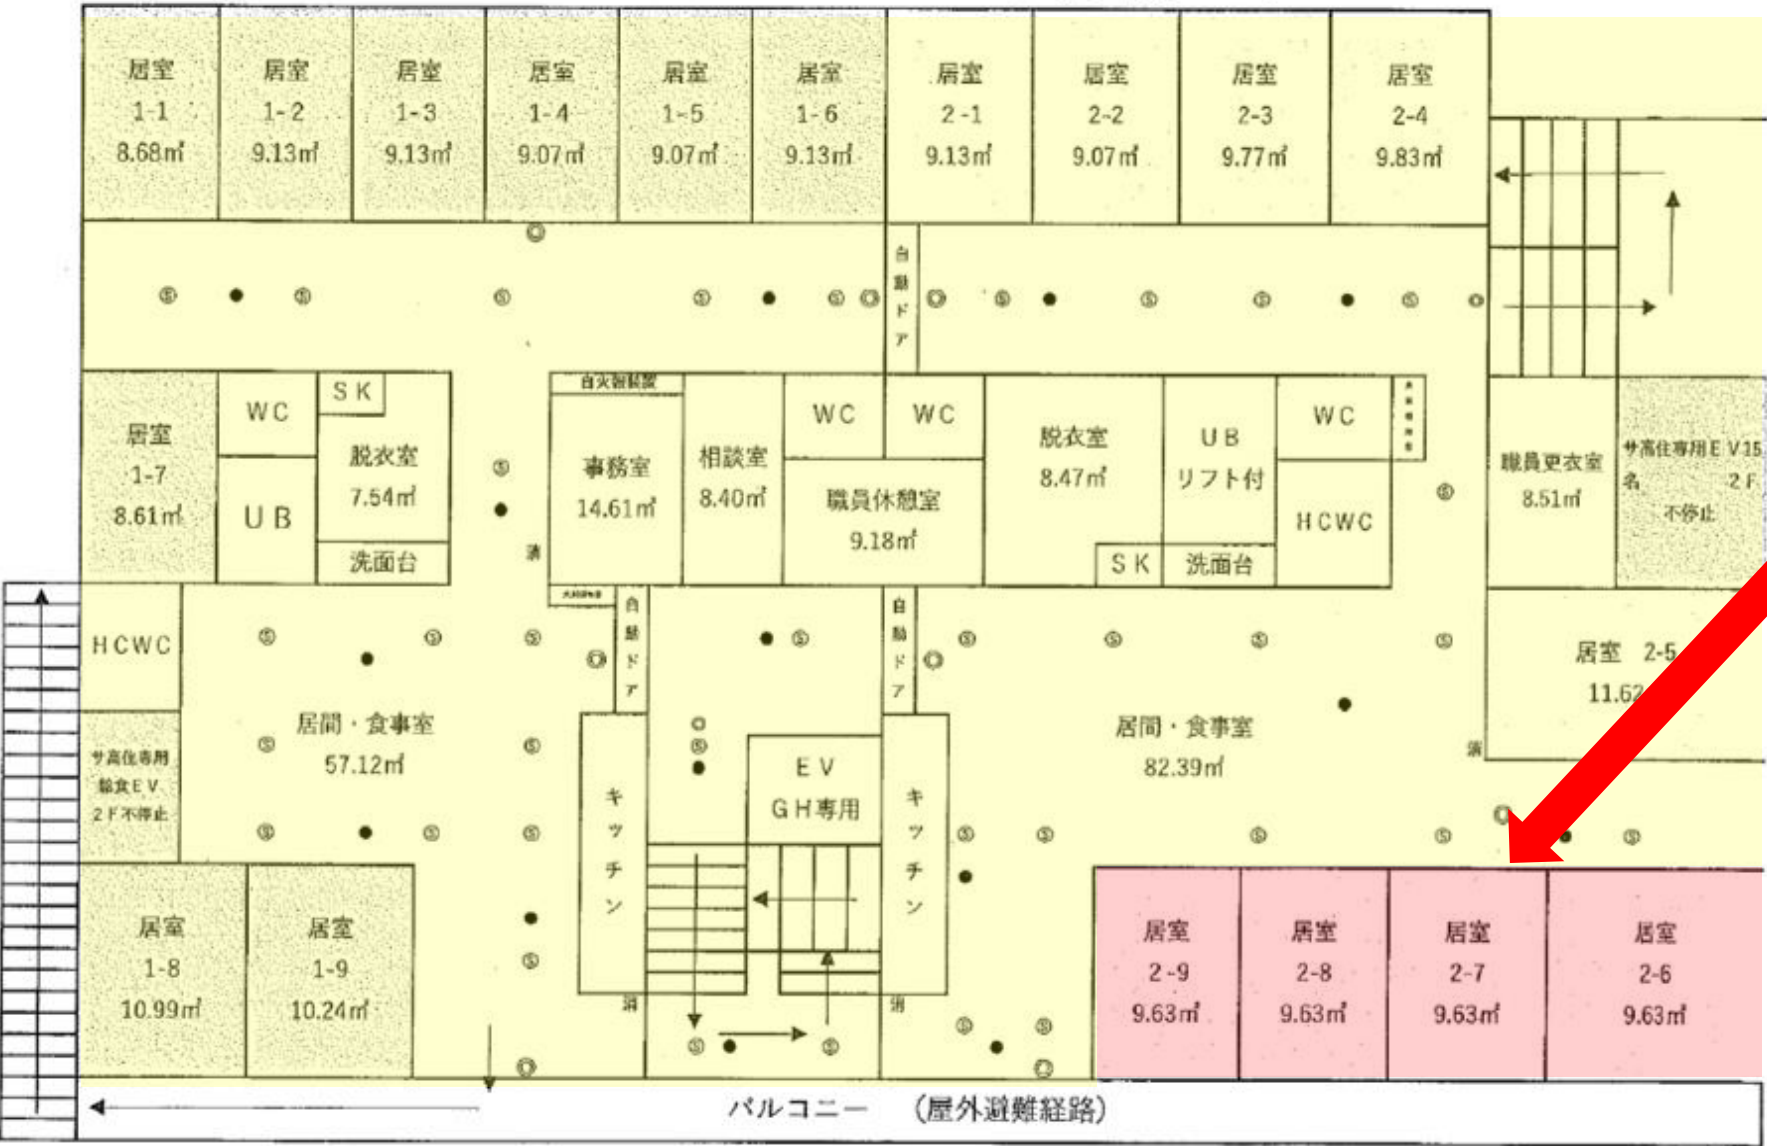 居室
1-1
8.68㎡
居室
1-2
9.13㎡
居室
1-3
9.13㎡
居室
1-4
9.07㎡
居室
1-5
9.07㎡
居室
1-6
9.13㎡
居室
2-1
9.13㎡
居室
2-2
9.07㎡
居室
2-3
9.77㎡
居室
2-4
9.83㎡
自動ドア
居室
1-7
8.61㎡
WC
UB
SK
脱衣室
7.54㎡
洗面台
事務室
14.61㎡
相談室
8.40㎡
WC
WC
職員休憩室
9.18㎡
脱衣室
8.47㎡
SK
UB
リフト付
洗面台
WC
HCWC
職員更衣室
8.51㎡
サ高住専用EV15
名 2F
不停止
消
HCWC
自動ドア
自動ドア
居室 2-5
11.62
居間・食事室
57.12㎡
居間・食事室
82.39㎡
消
サ高住専用
給食EV
2F不停止
キッチン
EV
GH専用
キッチン
居室
1-8
10.99㎡
居室
1-9
10.24㎡
居室
2-9
9.63㎡
居室
2-8
9.63㎡
居室
2-7
9.63㎡
居室
2-6
9.63㎡
消
消
バルコニー (屋外避難経路)